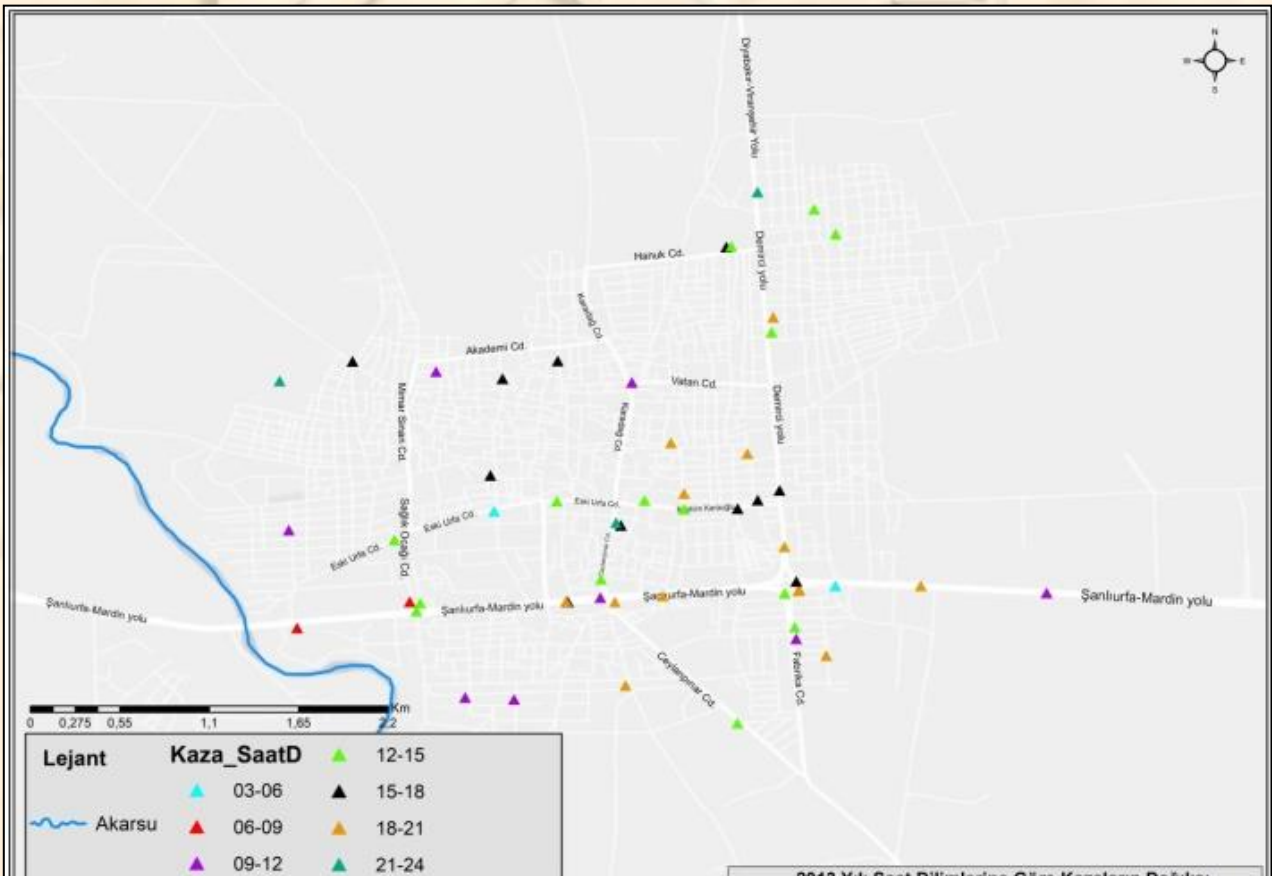 N
W E
S
Diyabakır-Viranşehir Yolu
Demirci yolu
Hanuk Cd.
Karadağ Cd.
Akademi Cd.
Vatan Cd.
Mimar Sinan Cd.
Karadağ Cd.
Demirci yolu
Eski Urfa Cd.
Eski Urfa Cd.
Sağlık Ocağı Cd.
Eski Urfa Cd.
Şanlıurfa-Mardin yolu
Şanlıurfa-Mardin yolu
Şanlıurfa-Mardin yolu
Şanlıurfa-Mardin yolu
Ceylanpınar Cd.
Fabrika Cd.
Km
0 0,275 0,55 1,1 1,65 2,2
Lejant
Kaza_SaatD
Akarsu
03-06
06-09
09-12
12-15
15-18
18-21
21-24